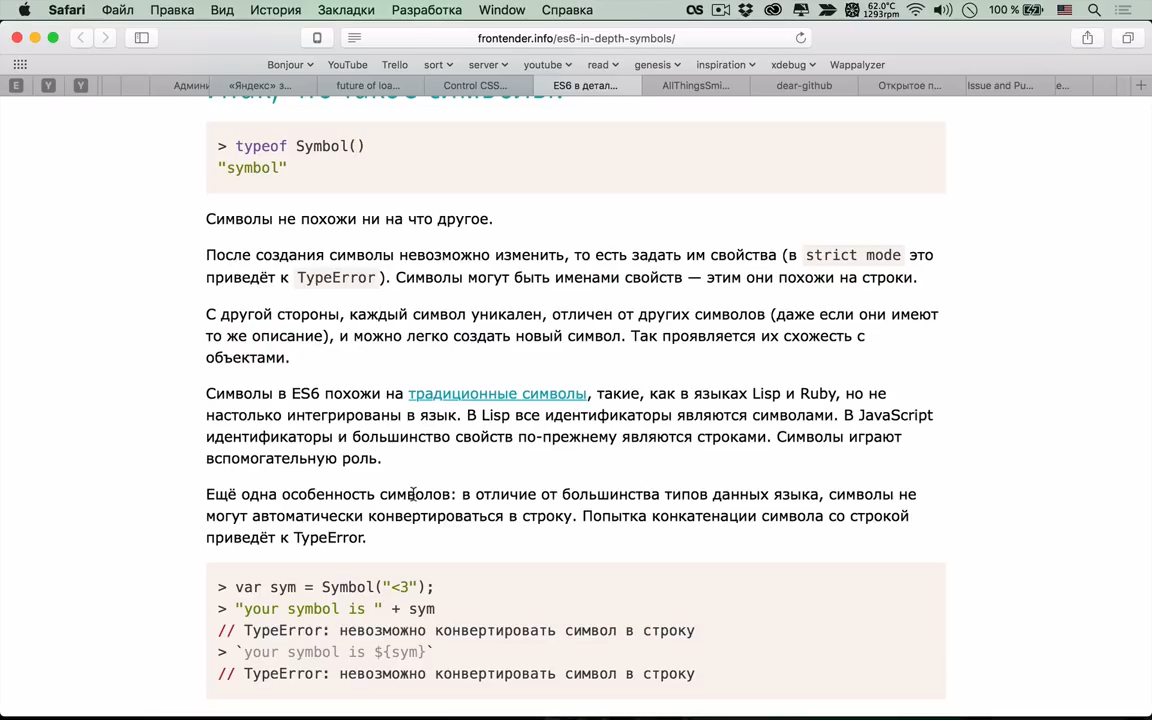 Safari Файл Правка Вид История Закладки Разработка Window Справка 62.0°C 1293rpm 100 %
frontender.info/es6-in-depth-symbols/
Bonjour YouTube Trello sort server youtube read genesis inspiration xdebug Wappalyzer
E Y Y Админи «Яндекс» з... future of loa... Control CSS... ES6 в детал... AllThingsSmi... dear-github Открытое п... Issue and Pu... е...
> typeof Symbol()
"symbol"
Символы не похожи ни на что другое.
После создания символы невозможно изменить, то есть задать им свойства (в strict mode это
приведёт к TypeError). Символы могут быть именами свойств — этим они похожи на строки.
С другой стороны, каждый символ уникален, отличен от других символов (даже если они имеют
то же описание), и можно легко создать новый символ. Так проявляется их схожесть с
объектами.
Символы в ES6 похожи на традиционные символы, такие, как в языках Lisp и Ruby, но не
настолько интегрированы в язык. В Lisp все идентификаторы являются символами. В JavaScript
идентификаторы и большинство свойств по-прежнему являются строками. Символы играют
вспомогательную роль.
Ещё одна особенность символов: в отличие от большинства типов данных языка, символы не
могут автоматически конвертироваться в строку. Попытка конкатенации символа со строкой
приведёт к TypeError.
> var sym = Symbol("<3");
> "your symbol is " + sym
// TypeError: невозможно конвертировать символ в строку
> `your symbol is ${sym}`
// TypeError: невозможно конвертировать символ в строку